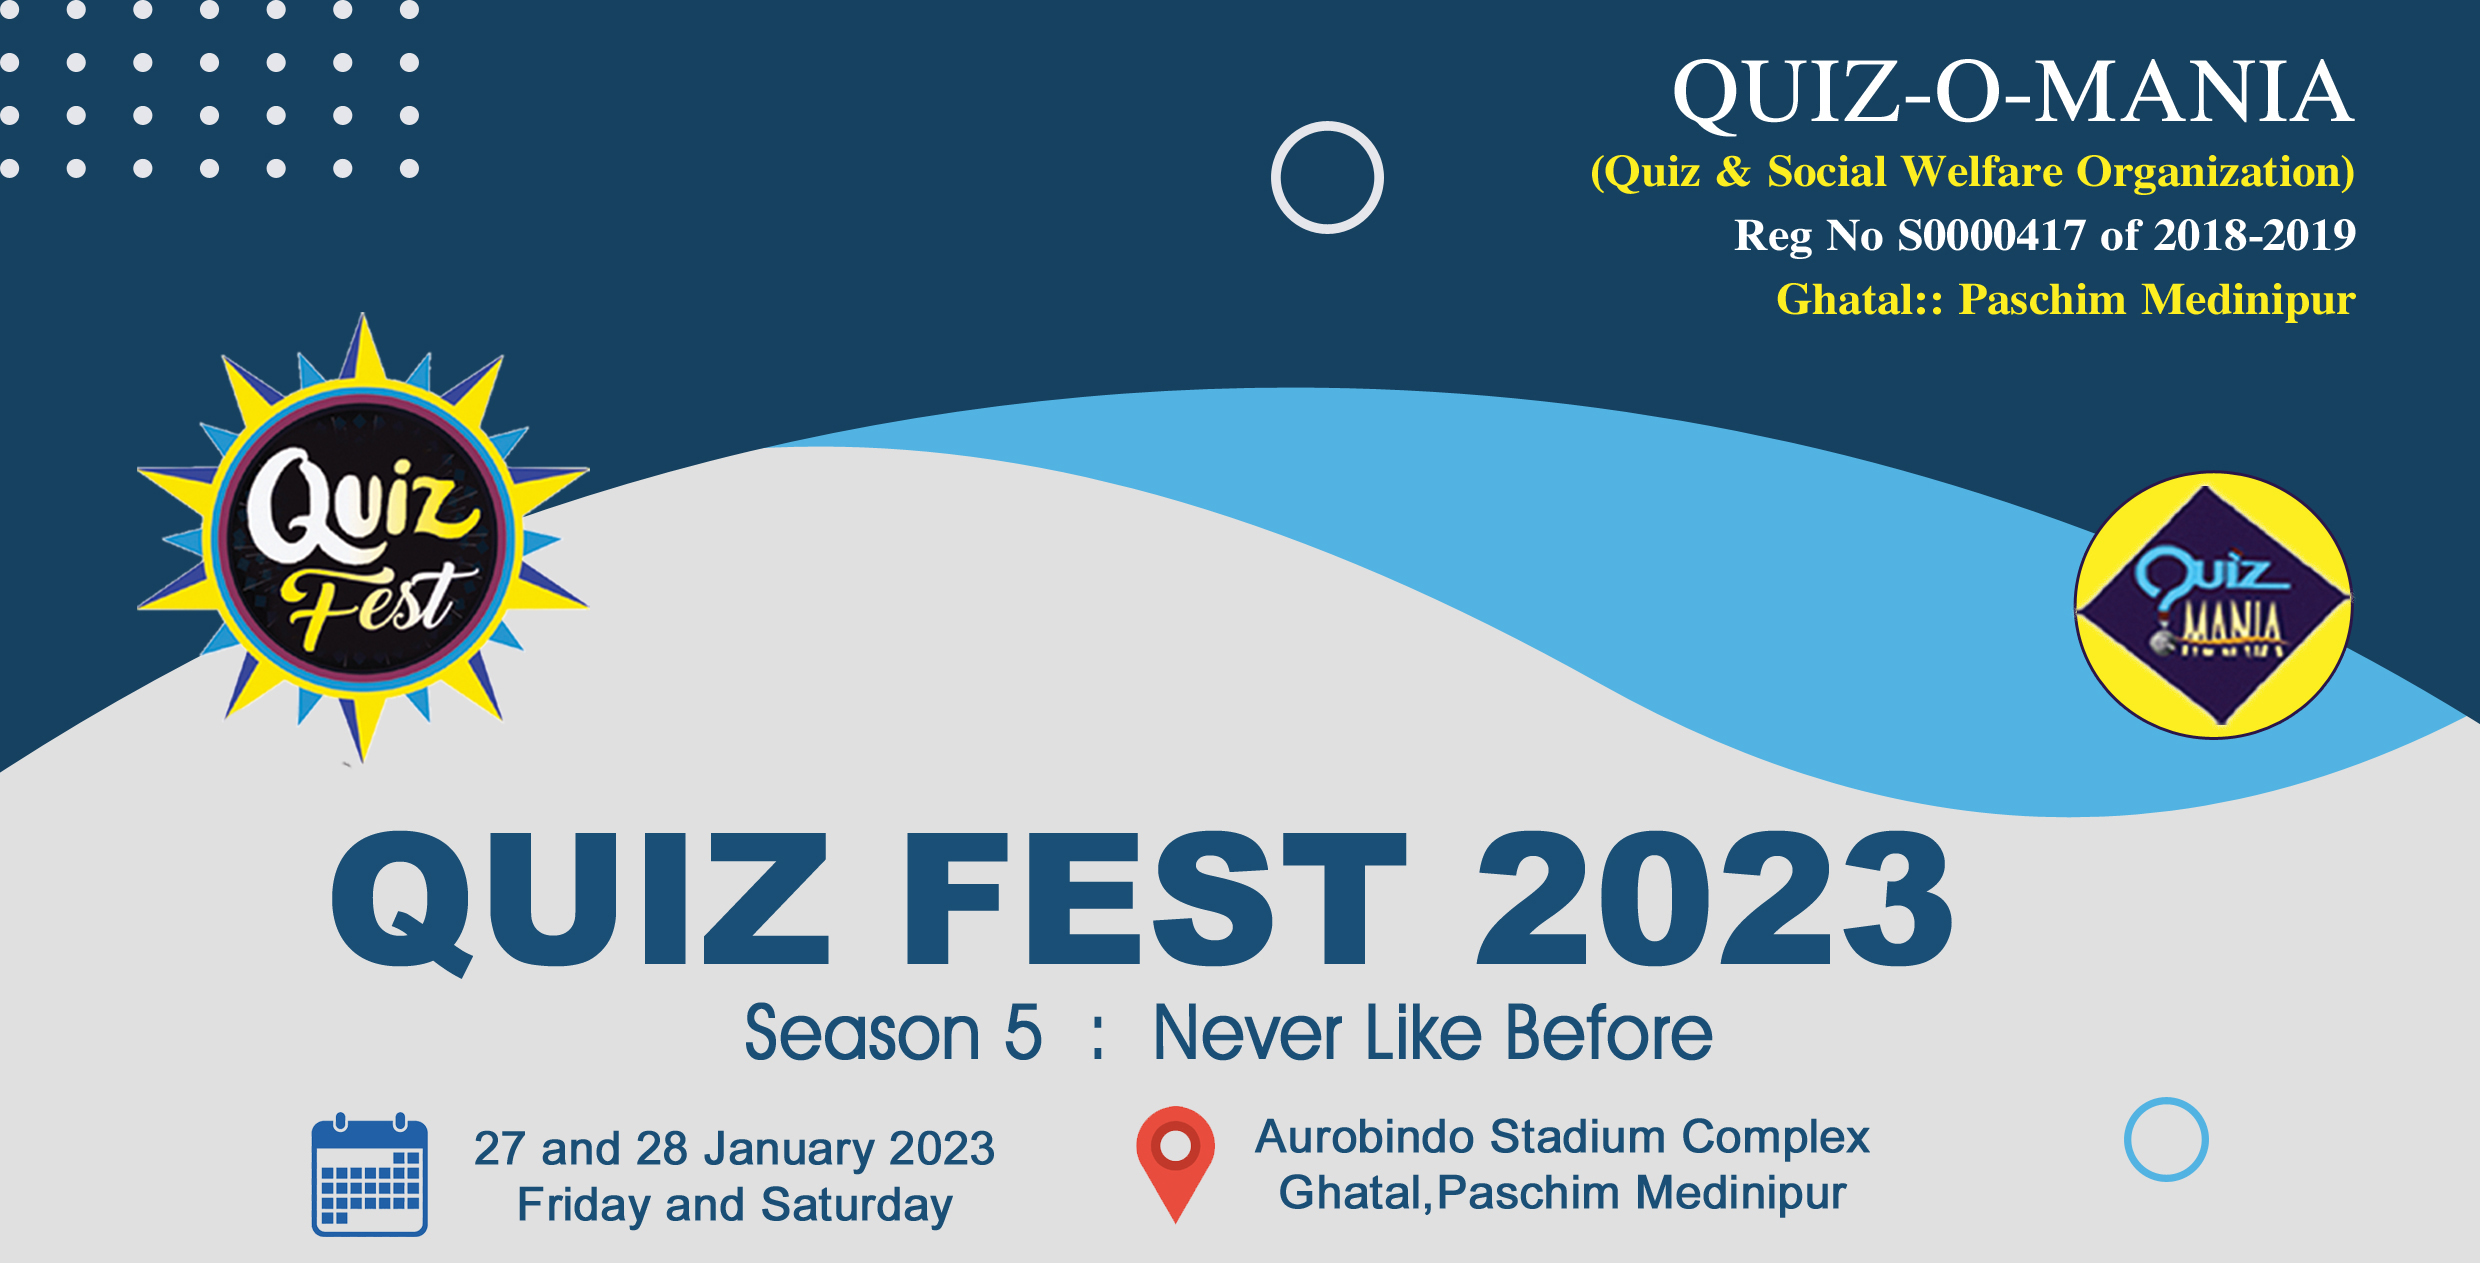 QUIZ-O-MANIA
(Quiz & Social Welfare Organization)
Reg No S0000417 of 2018-2019
Ghatal:: Paschim Medinipur
Quiz
Fest
Quiz
MANIA
QUIZ FEST 2023
Season 5 : Never Like Before
27 and 28 January 2023
Friday and Saturday
Aurobindo Stadium Complex
Ghatal,Paschim Medinipur